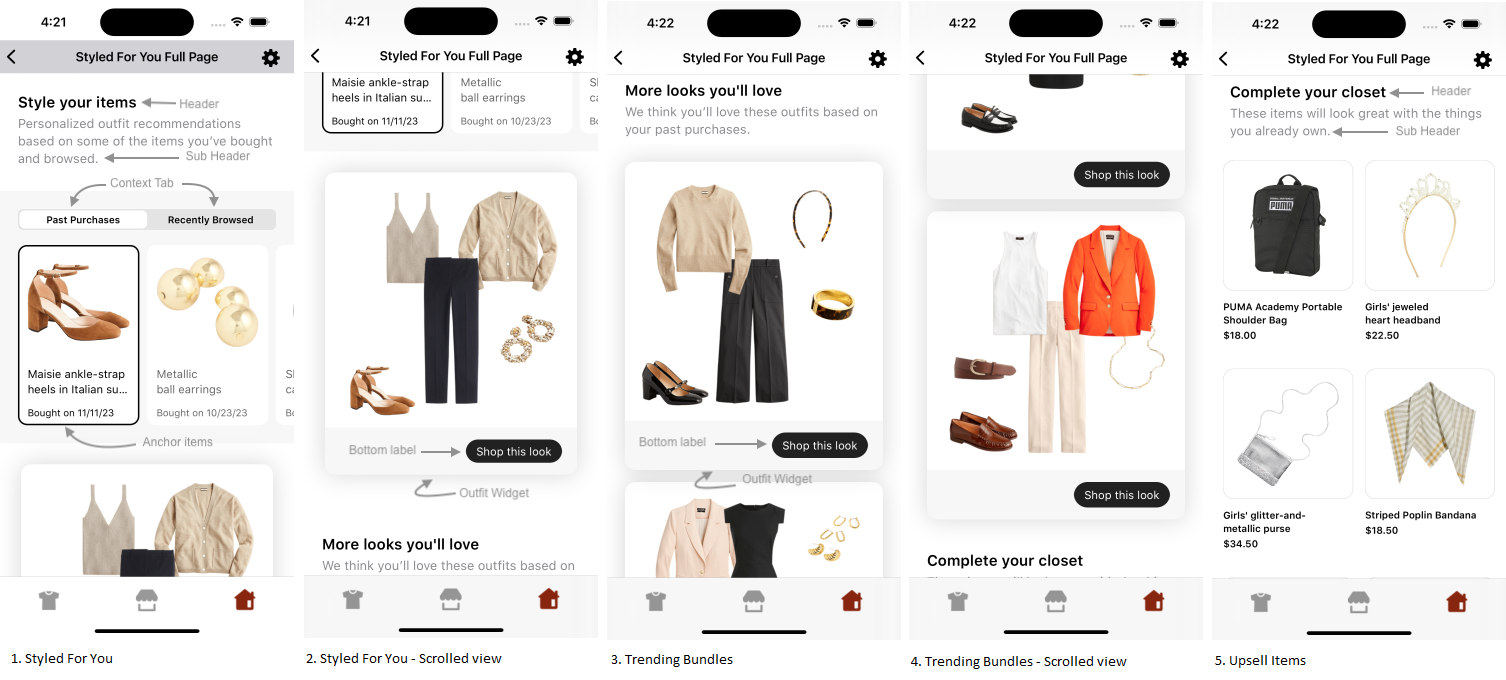 4:21
Styled For You Full Page
Style your items
Header
Personalized outfit recommendations
based on some of the items you’ve bought
and browsed.
Sub Header
Context Tab
Past Purchases
Recently Browsed
Maisie ankle-strap
heels in Italian su...
Bought on 11/11/23
Metallic
ball earrings
Bought on 10/23/23
Anchor items
1. Styled For You
4:21
Styled For You Full Page
Maisie ankle-strap
heels in Italian su...
Bought on 11/11/23
Metallic
ball earrings
Bought on 10/23/23
Bottom label
Shop this look
Outfit Widget
More looks you'll love
We think you’ll love these outfits based on
2. Styled For You - Scrolled view
4:22
Styled For You Full Page
More looks you'll love
We think you’ll love these outfits based on
your past purchases.
Bottom label
Shop this look
Outfit Widget
3. Trending Bundles
4:22
Styled For You Full Page
Shop this look
Shop this look
Complete your closet
4. Trending Bundles - Scrolled view
4:22
Styled For You Full Page
Complete your closet
Header
These items will look great with the things
you already own.
Sub Header
PUMA
PUMA Academy Portable
Shoulder Bag
$18.00
Girls' jeweled
heart headband
$22.50
Girls' glitter-and-
metallic purse
$34.50
Striped Poplin Bandana
$18.50
5. Upsell Items